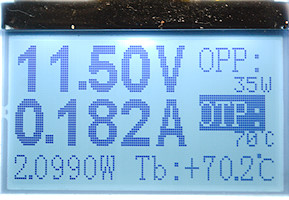 11.50V OPP:
35W
0.182A OTP:
70℃
2.0990W Tb:+70.2℃